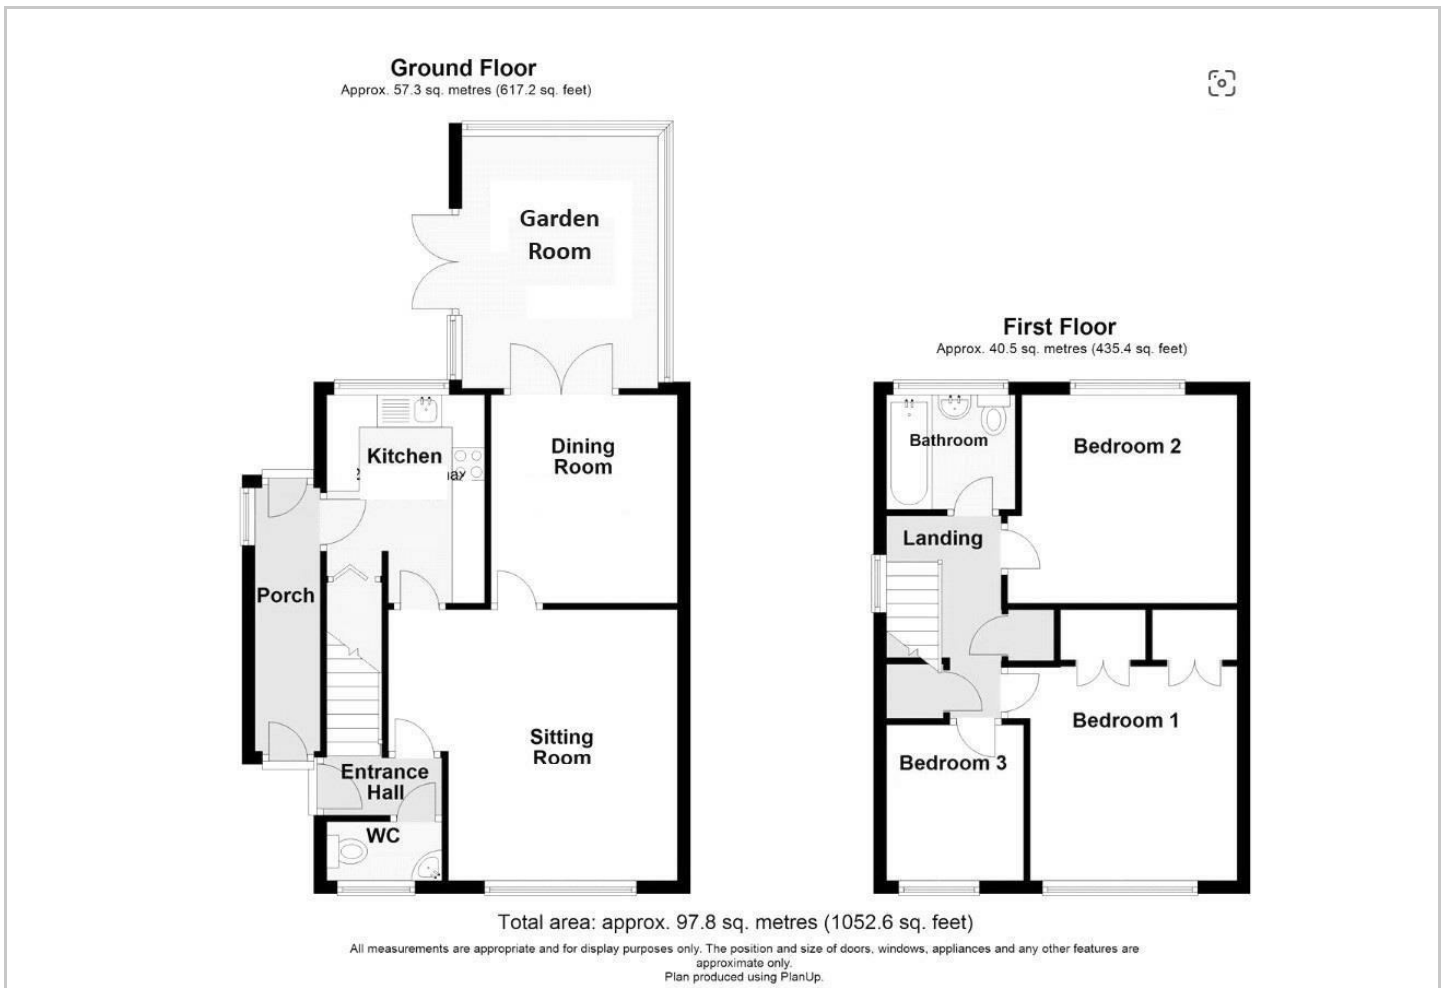 Ground Floor
Approx. 57.3 sq. metres (617.2 sq. feet)
Garden
Room
First Floor
Approx. 40.5 sq. metres (435.4 sq. feet)
Kitchen
Dining
Room
Bathroom
Bedroom 2
Landing
Porch
Sitting
Room
Entrance
Hall
WC
Bedroom 1
Bedroom 3
Total area: approx. 97.8 sq. metres (1052.6 sq. feet)
All measurements are appropriate and for display purposes only. The position and size of doors, windows, appliances and any other features are
approximate only.
Plan produced using PlanUp.